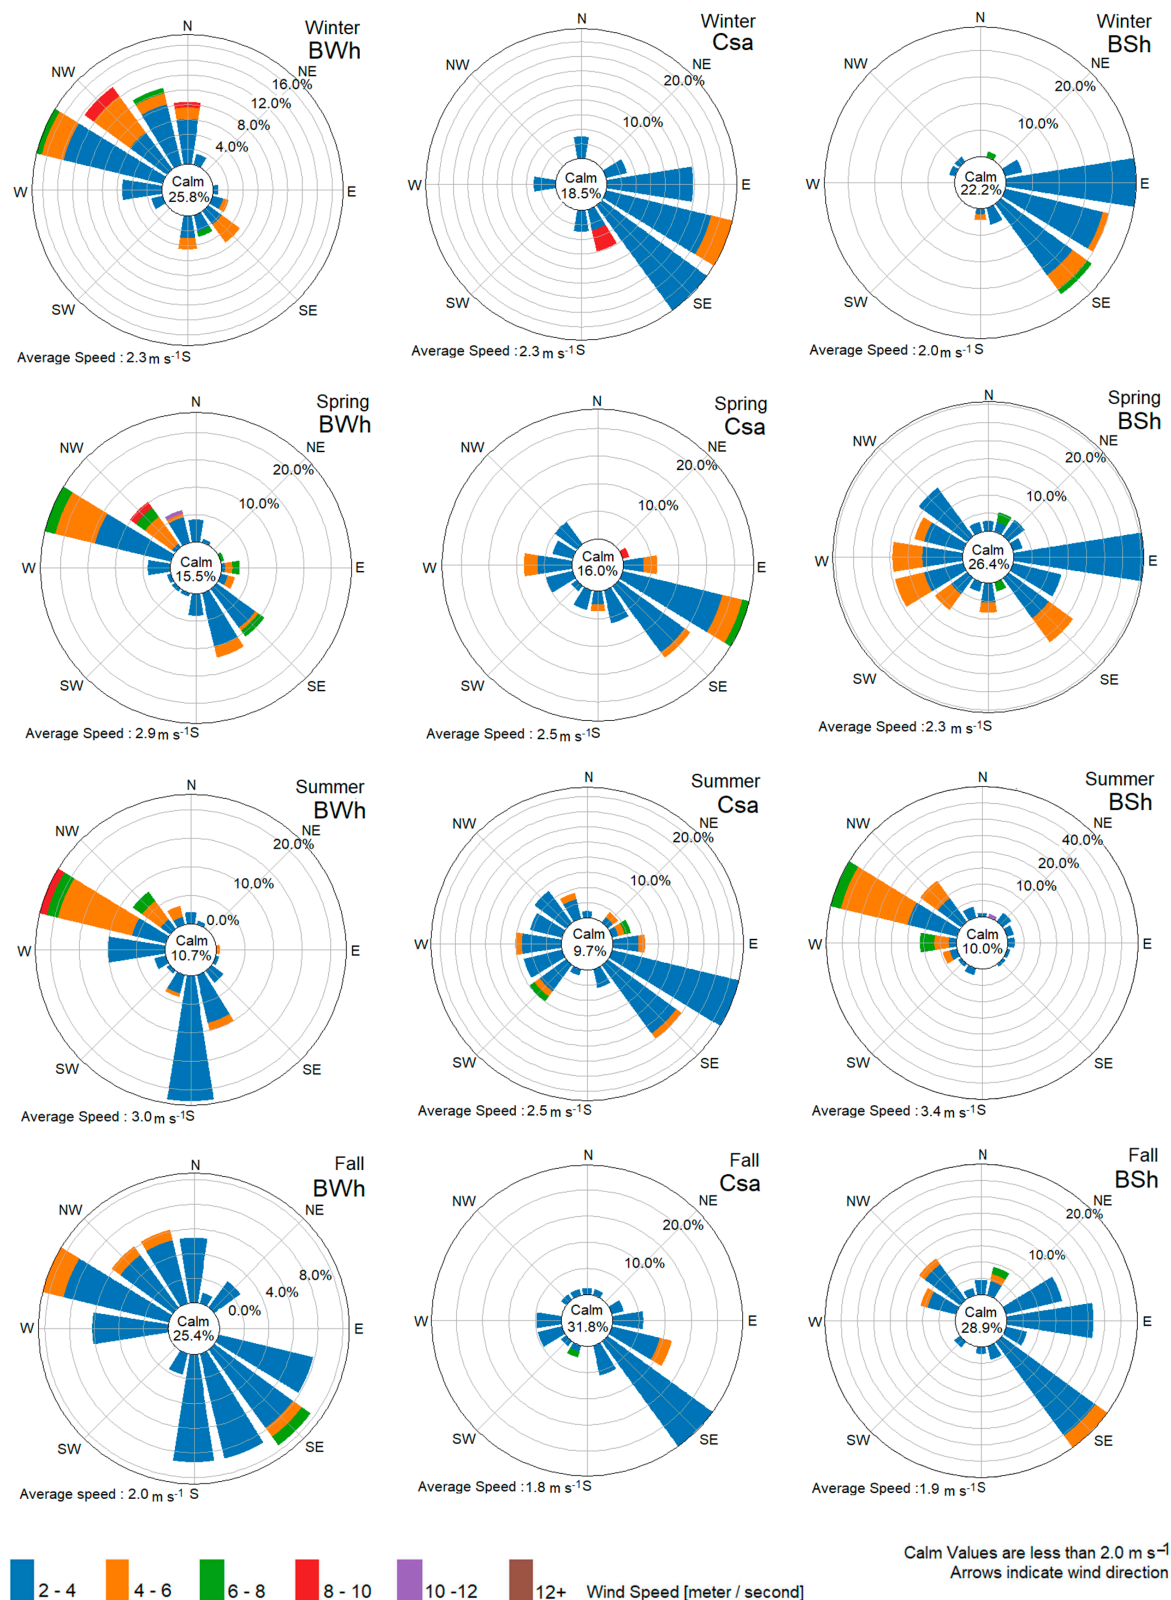 N
Winter
BWh
NW
NE
16.0%
12.0%
8.0%
4.0%
Calm
25.8%
W
E
SW
SE
Average Speed : 2.3 m s-1 S
N
Winter
Csa
NW
NE
20.0%
10.0%
Calm
18.5%
W
E
SW
SE
Average Speed : 2.3 m s-1 S
N
Winter
BSh
NW
NE
20.0%
10.0%
Calm
22.2%
W
E
SW
SE
Average Speed : 2.0 m s-1 S
N
Spring
BWh
NW
NE
20.0%
10.0%
Calm
15.5%
W
E
SW
SE
Average Speed : 2.9 m s-1 S
N
Spring
Csa
NW
NE
20.0%
10.0%
Calm
16.0%
W
E
SW
SE
Average Speed : 2.5 m s-1 S
N
Spring
BSh
NW
NE
20.0%
10.0%
Calm
26.4%
W
E
SW
SE
Average Speed : 2.3 m s-1 S
N
Summer
BWh
NW
NE
20.0%
10.0%
0.0%
Calm
10.7%
W
E
SW
SE
Average Speed : 3.0 m s-1 S
N
Summer
Csa
NW
NE
20.0%
10.0%
Calm
9.7%
W
E
SW
SE
Average Speed : 2.5 m s-1 S
N
Summer
BSh
NW
NE
40.0%
20.0%
10.0%
Calm
10.0%
W
E
SW
SE
Average Speed : 3.4 m s-1 S
N
Fall
BWh
NW
NE
8.0%
4.0%
0.0%
Calm
25.4%
W
E
SW
SE
Average speed : 2.0 m s-1 S
N
Fall
Csa
NW
NE
20.0%
10.0%
Calm
31.8%
W
E
SW
SE
Average Speed :1.8 m s-1 S
N
Fall
BSh
NW
NE
20.0%
10.0%
Calm
28.9%
W
E
SW
SE
Average Speed :1.9 m s-1 S
2 - 4 4 - 6 6 - 8 8 - 10 10 -12 12+ Wind Speed [meter / second]
Calm Values are less than 2.0 m s–1
Arrows indicate wind direction